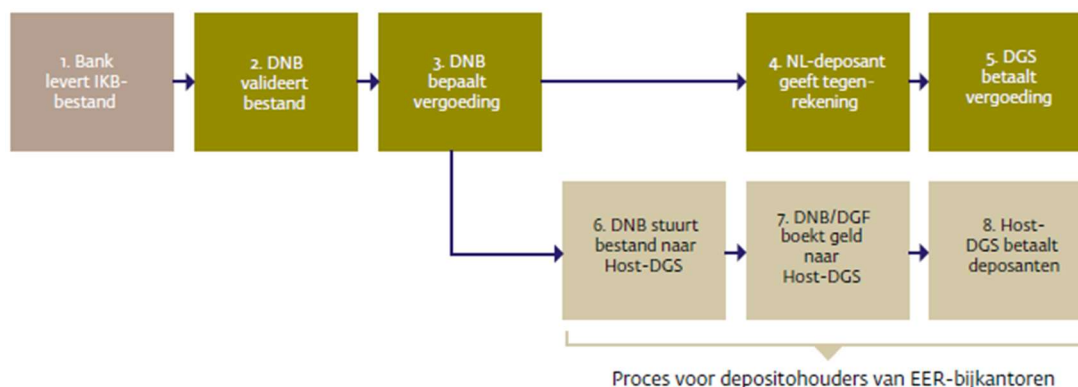 1. Bank
levert IKB-
bestand
2. DNB
valideert
bestand
3. DNB
bepaalt
vergoeding
4. NL-deposant
geeft tegen-
rekening
5. DGS
betaalt
vergoeding
6. DNB stuurt
bestand naar
Host-DGS
7. DNB/DGF
boekt geld
naar
Host-DGS
8. Host-
DGS betaalt
deposanten
Proces voor depositohouders van EER-bijkantoren